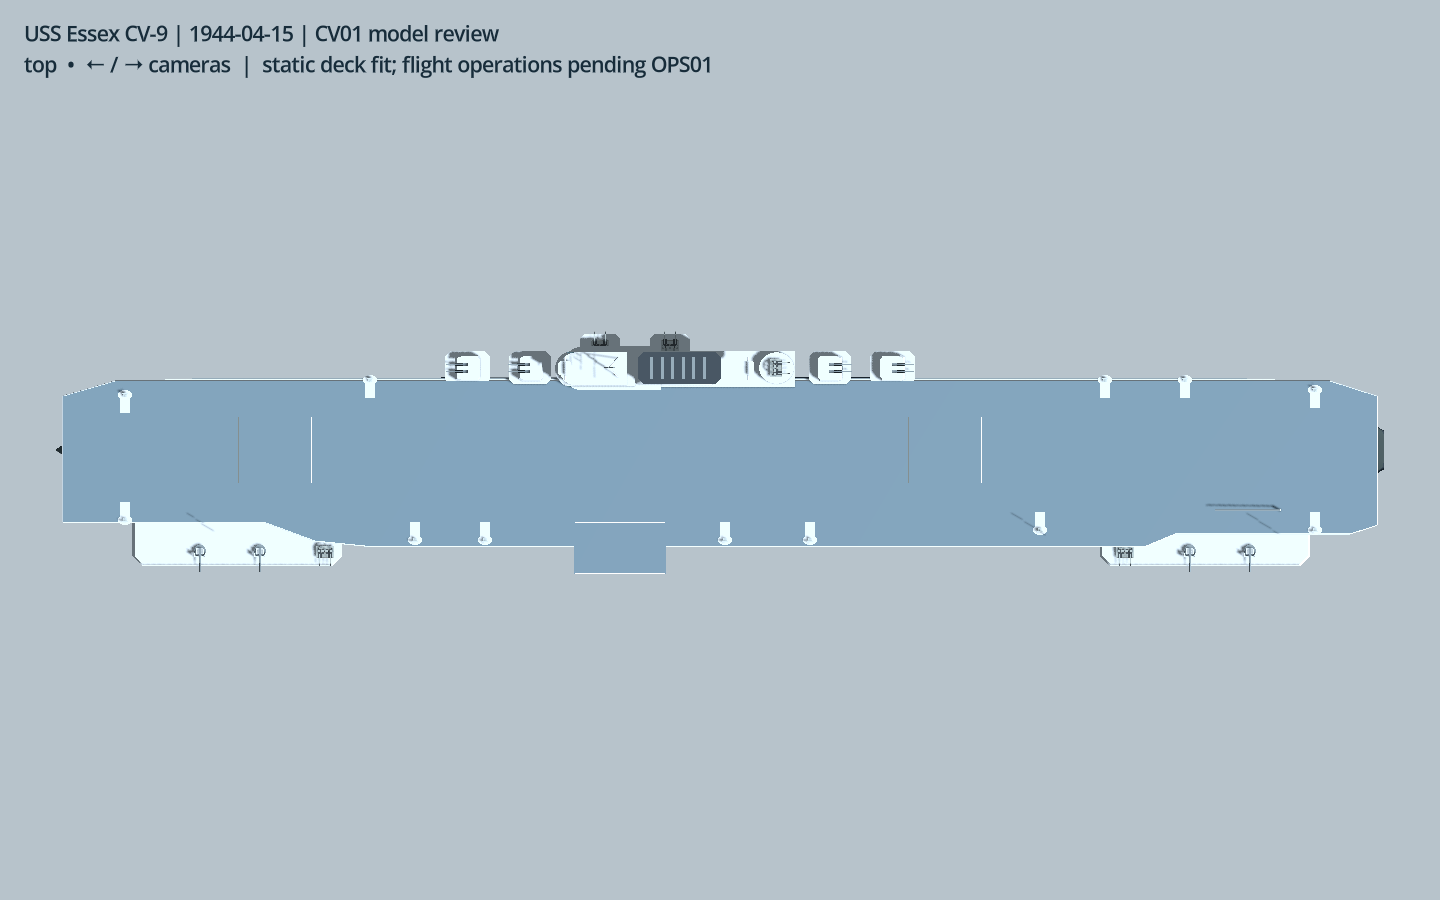 USS Essex CV-9 | 1944-04-15 | CV01 model review
top • ← / → cameras | static deck fit; flight operations pending OPS01